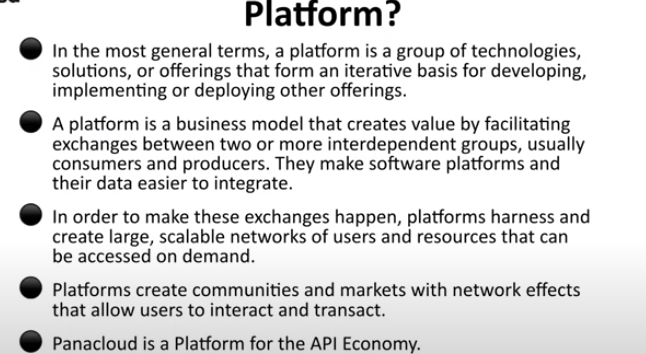 Platform?
In the most general terms, a platform is a group of technologies,
solutions, or offerings that form an iterative basis for developing,
implementing or deploying other offerings.
A platform is a business model that creates value by facilitating
exchanges between two or more interdependent groups, usually
consumers and producers. They make software platforms and
their data easier to integrate.
In order to make these exchanges happen, platforms harness and
create large, scalable networks of users and resources that can
be accessed on demand.
Platforms create communities and markets with network effects
that allow users to interact and transact.
Panacloud is a Platform for the API Economy.